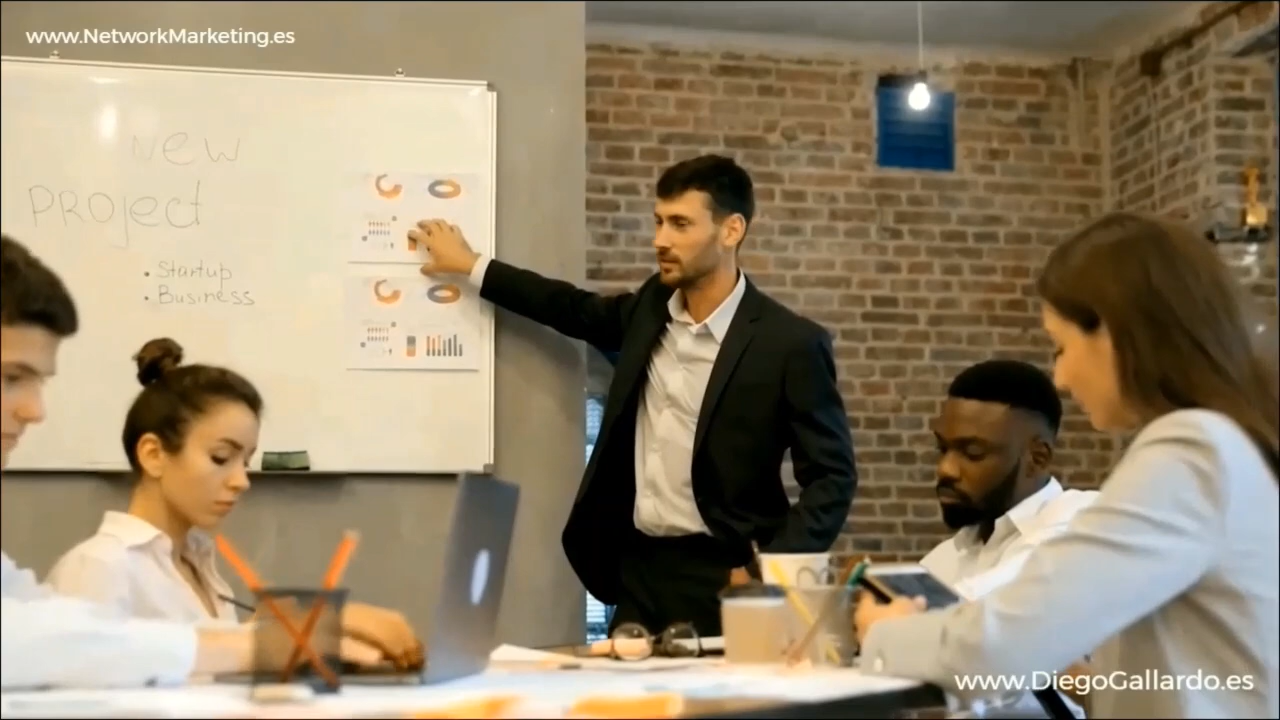 www.NetworkMarketing.es
New
PROject
• Startup
• Business
www.DiegoGallardo.es